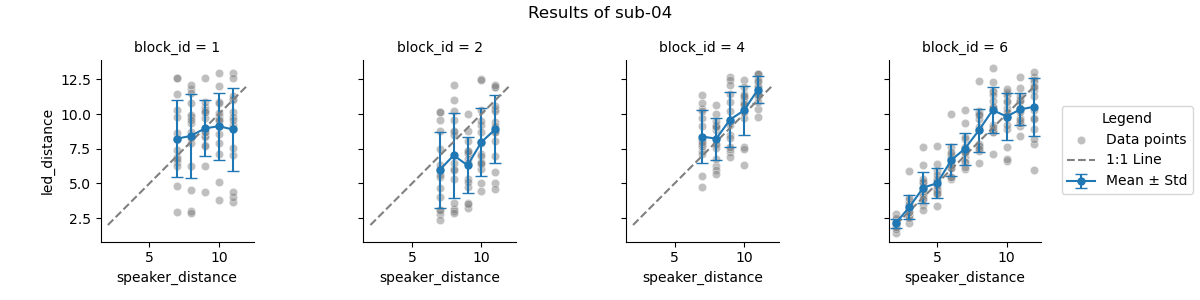 Results of sub-04
block_id = 1
block_id = 2
block_id = 4
block_id = 6
led_distance
12.5
10.0
7.5
5.0
2.5
5 10
5 10
5 10
5 10
speaker_distance
speaker_distance
speaker_distance
speaker_distance
Legend
Data points
1:1 Line
Mean ± Std